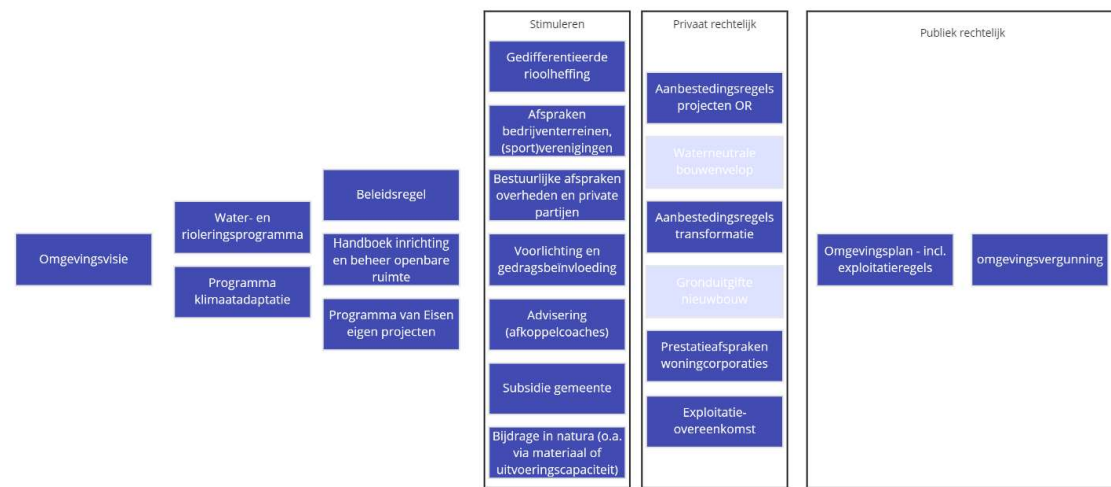 Omgevingsvisie
Water- en
rioleringsprogramma
Programma
klimaatadaptatie
Beleidsregel
Handboek inrichting
en beheer openbare
ruimte
Programma van Eisen
eigen projecten
Stimuleren
Gedifferentieerde
rioolheffing
Afspraken
bedrijventerreinen,
(sport)verenigingen
Bestuurlijke afspraken
overheden en private
partijen
Voorlichting en
gedragsbeïnvloeding
Advisering
(afkoppelcoaches)
Subsidie gemeente
Bijdrage in natura (o.a.
via materiaal of
uitvoeringscapaciteit)
Privaat rechtelijk
Aanbestedingsregels
projecten OR
Waterneutrale
bouwenvelop
Aanbestedingsregels
transformatie
Gronduitgifte
nieuwbouw
Prestatieafspraken
woningcorporaties
Exploitatie-
overeenkomst
Publiek rechtelijk
Omgevingsplan - incl.
exploitatieregels
omgevingsvergunning